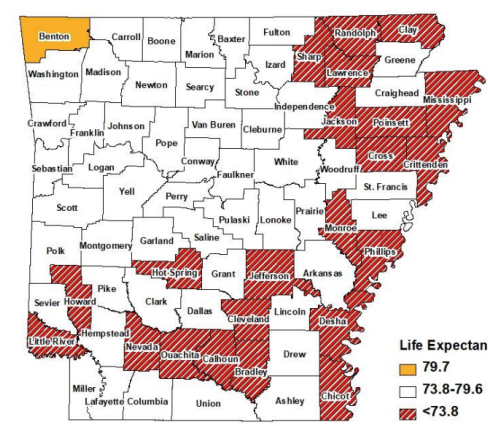 Benton
Carroll
Boone
Marion
Baxter
Fulton
Sharp
Randolph
Clay
Izard
Lawrence
Greene
Washington
Madison
Newton
Searcy
Stone
Independence
Jackson
Craighead
Mississippi
Poinsett
Crawford
Franklin
Johnson
Pope
Van Buren
Cleburne
Cross
Crittenden
Sebastian
Logan
Conway
Faulkner
White
Woodruff
St. Francis
Scott
Yell
Perry
Pulaski
Lonoke
Prairie
Monroe
Lee
Phillips
Polk
Montgomery
Garland
Saline
Hot Spring
Grant
Jefferson
Arkansas
Sevier
Howard
Pike
Clark
Dallas
Cleveland
Lincoln
Desha
Little River
Hempstead
Nevada
Ouachita
Calhoun
Bradley
Drew
Miller
Lafayette
Columbia
Union
Ashley
Chicot
Life Expectan
79.7
73.8-79.6
<73.8